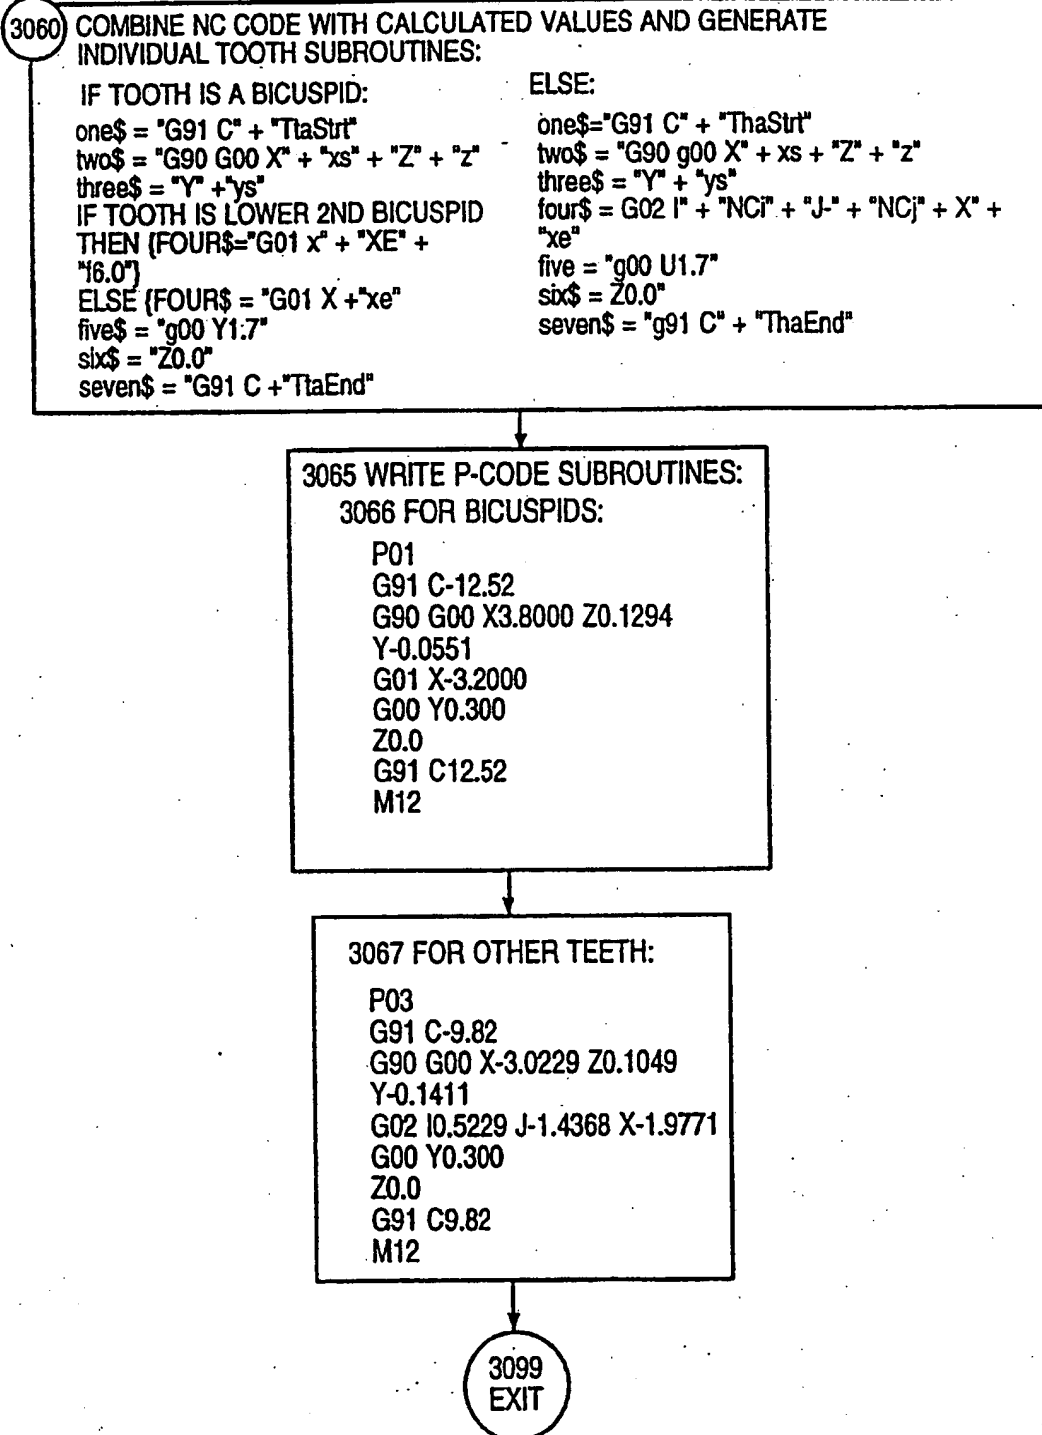 3060 COMBINE NC CODE WITH CALCULATED VALUES AND GENERATE
INDIVIDUAL TOOTH SUBROUTINES:
IF TOOTH IS A BICUSPID:
one$ = "G91 C" + "TtaStrt"
two$ = "G90 G00 X" + "xs" + "Z" + "z"
three$ = "Y" +"ys"
IF TOOTH IS LOWER 2ND BICUSPID
THEN {FOUR$="G01 x" + "XE" +
"f6.0"}
ELSE {FOUR$ = "G01 X +"xe"
five$ = "g00 Y1.7"
six$ = "Z0.0"
seven$ = "G91 C +"TtaEnd"
ELSE:
one$="G91 C" + "ThaStrt"
two$ = "G90 g00 X" + xs + "Z" + "z"
three$ = "Y" + "ys"
four$ = G02 I" + "NCi" + "J-" + "NCj" + X" +
"xe"
five = "g00 U1.7"
six$ = Z0.0"
seven$ = "g91 C" + "ThaEnd"
3065 WRITE P-CODE SUBROUTINES:
3066 FOR BICUSPIDS:
P01
G91 C-12.52
G90 G00 X3.8000 Z0.1294
Y-0.0551
G01 X-3.2000
G00 Y0.300
Z0.0
G91 C12.52
M12
3067 FOR OTHER TEETH:
P03
G91 C-9.82
G90 G00 X-3.0229 Z0.1049
Y-0.1411
G02 I0.5229 J-1.4368 X-1.9771
G00 Y0.300
Z0.0
G91 C9.82
M12
3099
EXIT